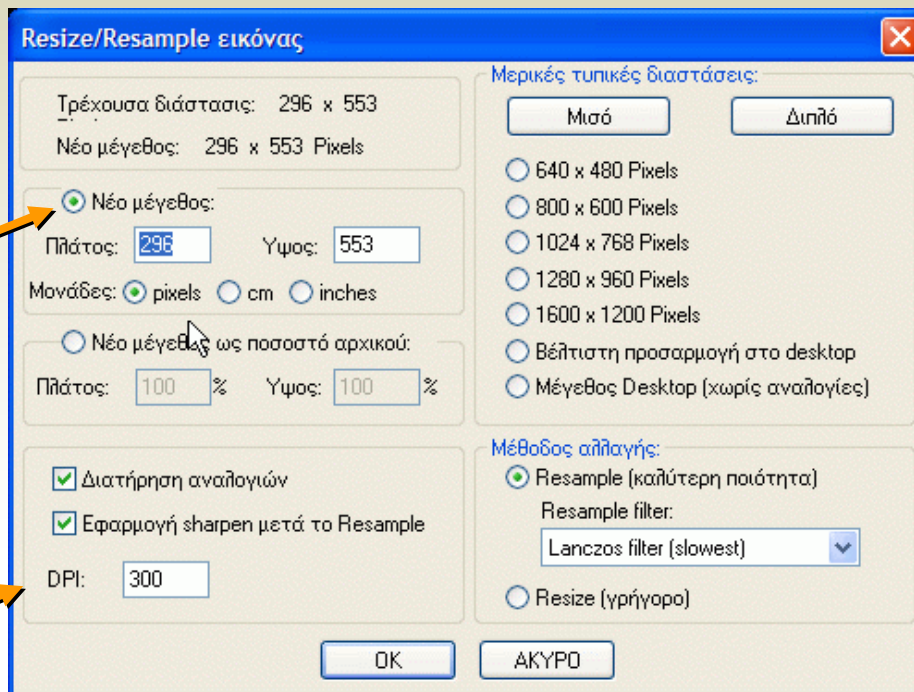 Resize/Resample εικόνας
Τρέχουσα διάστασις: 296 x 553
Νέο μέγεθος: 296 x 553 Pixels
Νέο μέγεθος:
Πλάτος: 296 Υψος: 553
Μονάδες: pixels cm inches
Νέο μέγεθος ως ποσοστό αρχικού:
Πλάτος: 100 % Υψος: 100 %
Διατήρηση αναλογιών
Εφαρμογή sharpen μετά το Resample
DPI: 300
Μερικές τυπικές διαστάσεις:
Μισό Διπλό
640 x 480 Pixels
800 x 600 Pixels
1024 x 768 Pixels
1280 x 960 Pixels
1600 x 1200 Pixels
Βέλτιστη προσαρμογή στο desktop
Μέγεθος Desktop (χωρίς αναλογίες)
Μέθοδος αλλαγής:
Resample (καλύτερη ποιότητα)
Resample filter:
Lanczos filter (slowest)
Resize (γρήγορο)
OK ΑΚΥΡΟ